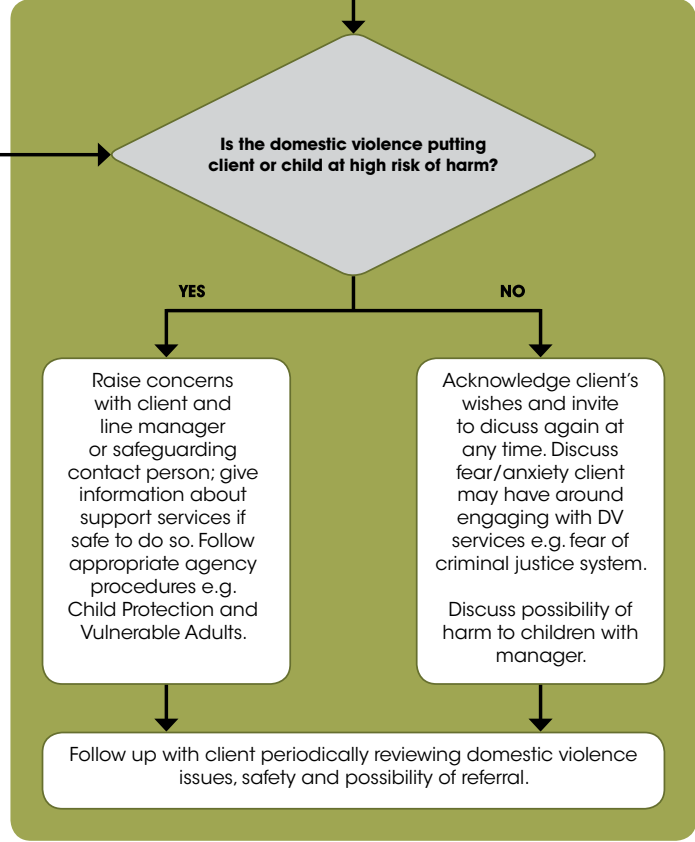 Is the domestic violence putting
client or child at high risk of harm?
YES
NO
Raise concerns
with client and
line manager
or safeguarding
contact person; give
information about
support services if
safe to do so. Follow
appropriate agency
procedures e.g.
Child Protection and
Vulnerable Adults.
Acknowledge client's
wishes and invite
to dicuss again at
any time. Discuss
fear/anxiety client
may have around
engaging with DV
services e.g. fear of
criminal justice system.
Discuss possibility of
harm to children with
manager.
Follow up with client periodically reviewing domestic violence
issues, safety and possibility of referral.